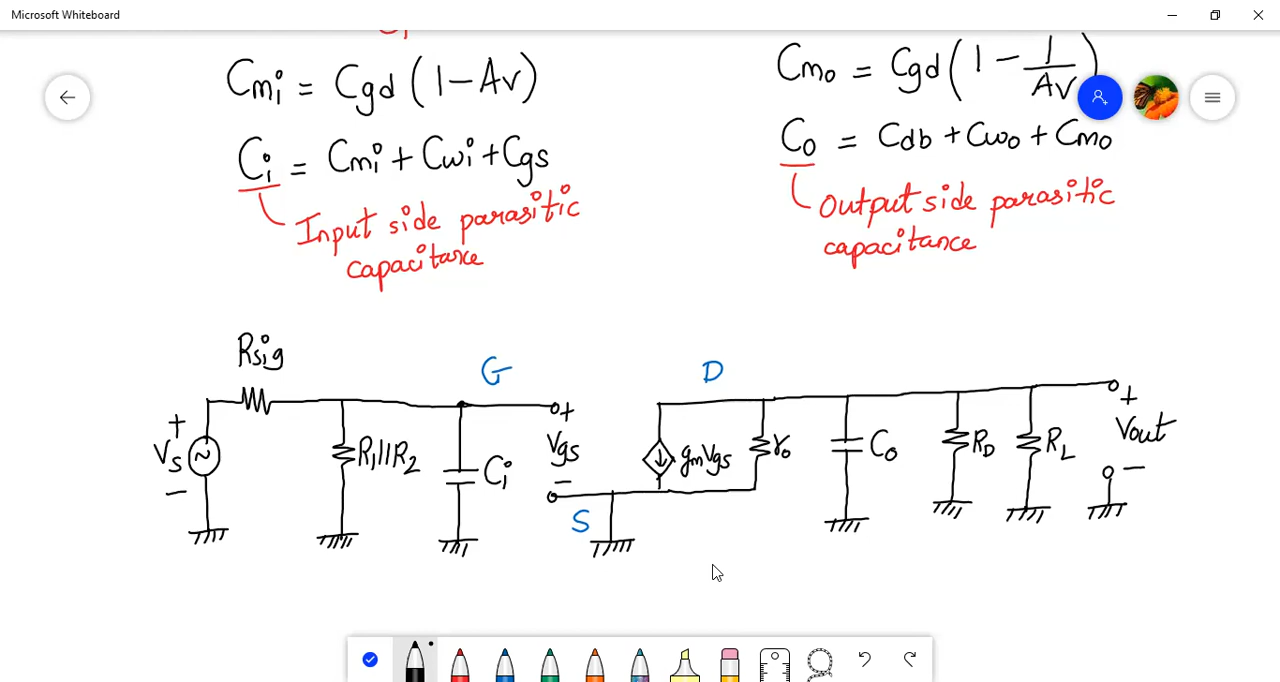 Microsoft Whiteboard
Cmi = Cgd (1 - Av)
Ci = Cmi + Cwi + Cgs
Input side parasitic
capacitance
Cmo = Cgd (1 - 1/Av)
Co = Cdb + Cwo + Cmo
Output side parasitic
capacitance
Rsig
G
D
+
Vs
-
R1||R2
Ci
+
Vgs
-
S
gmVgs
ro
Co
RD
RL
+
Vout
-